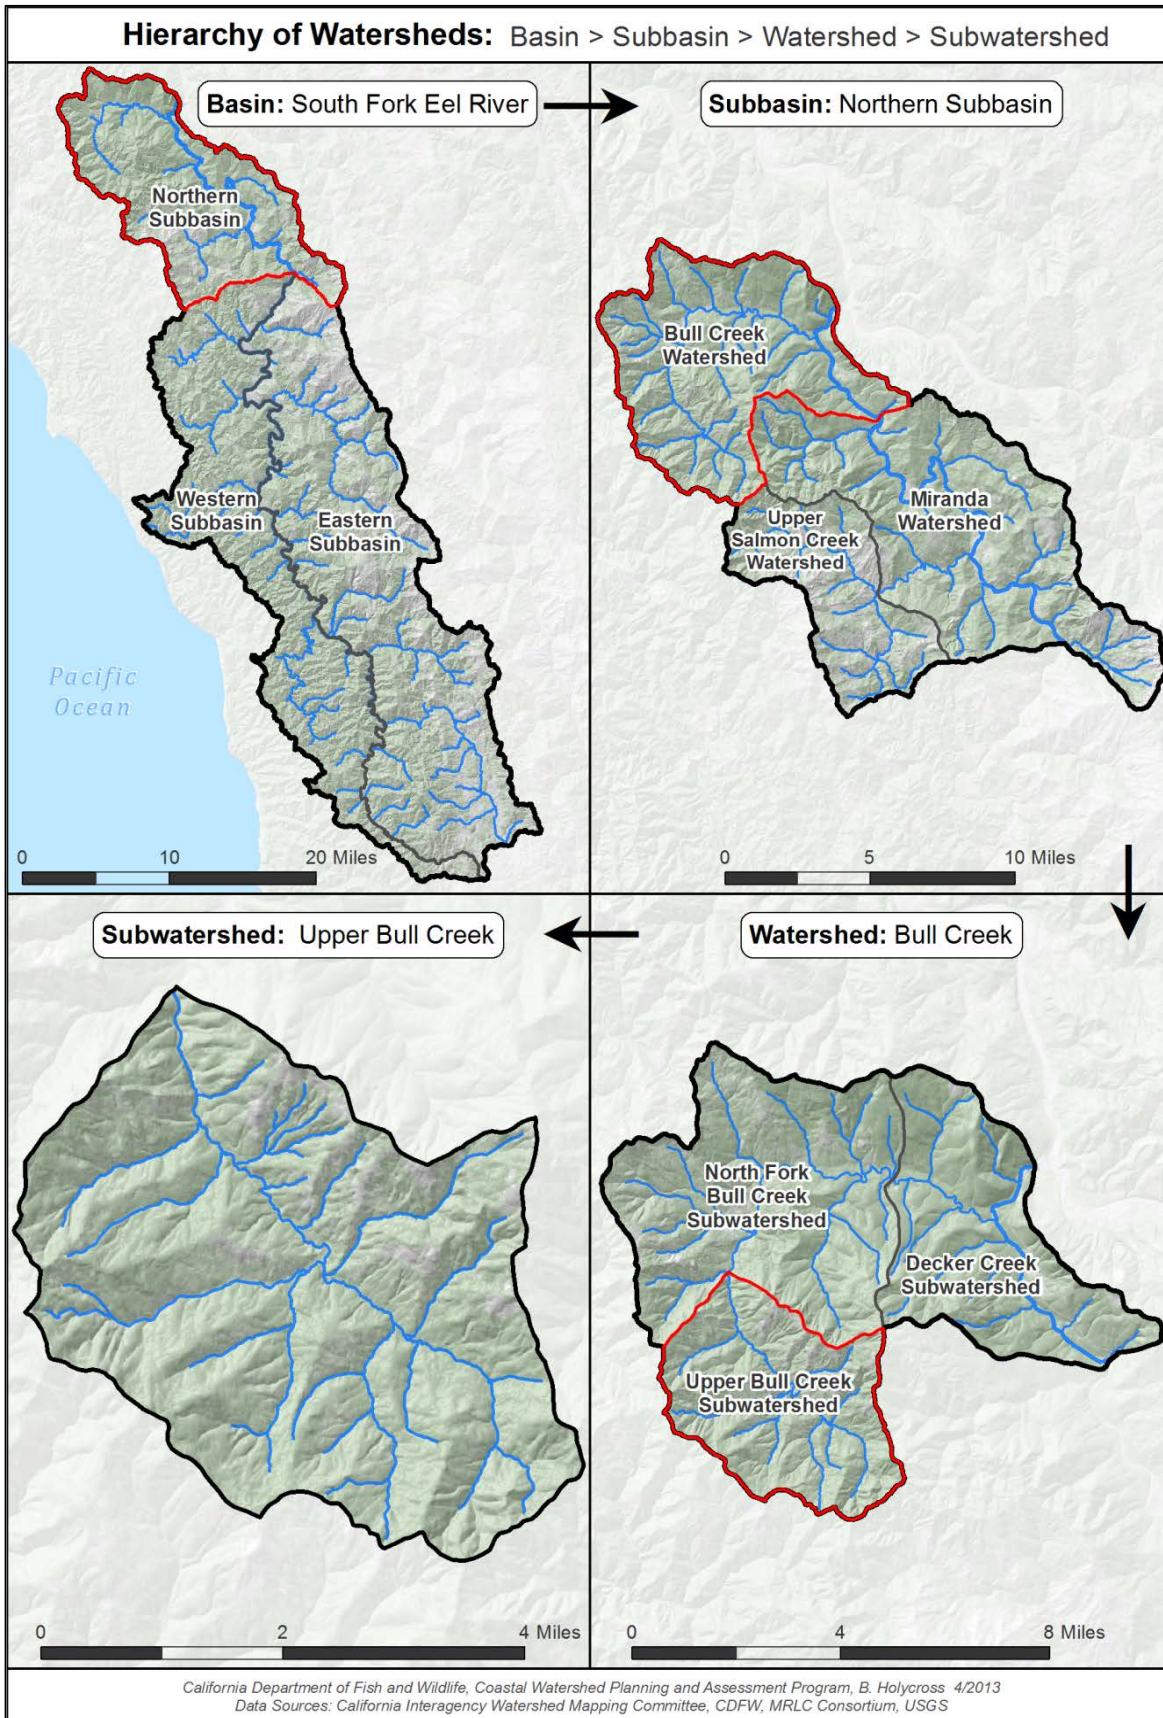 Hierarchy of Watersheds: Basin > Subbasin > Watershed > Subwatershed
Basin: South Fork Eel River
Northern
Subbasin
Western
Subbasin
Eastern
Subbasin
Pacific
Ocean
0 10 20 Miles
Subbasin: Northern Subbasin
Bull Creek
Watershed
Miranda
Watershed
Upper
Salmon Creek
Watershed
0 5 10 Miles
Subwatershed: Upper Bull Creek
0 2 4 Miles
Watershed: Bull Creek
North Fork
Bull Creek
Subwatershed
Decker Creek
Subwatershed
Upper Bull Creek
Subwatershed
0 4 8 Miles
California Department of Fish and Wildlife, Coastal Watershed Planning and Assessment Program, B. Holycross 4/2013
Data Sources: California Interagency Watershed Mapping Committee, CDFW, MRLC Consortium, USGS